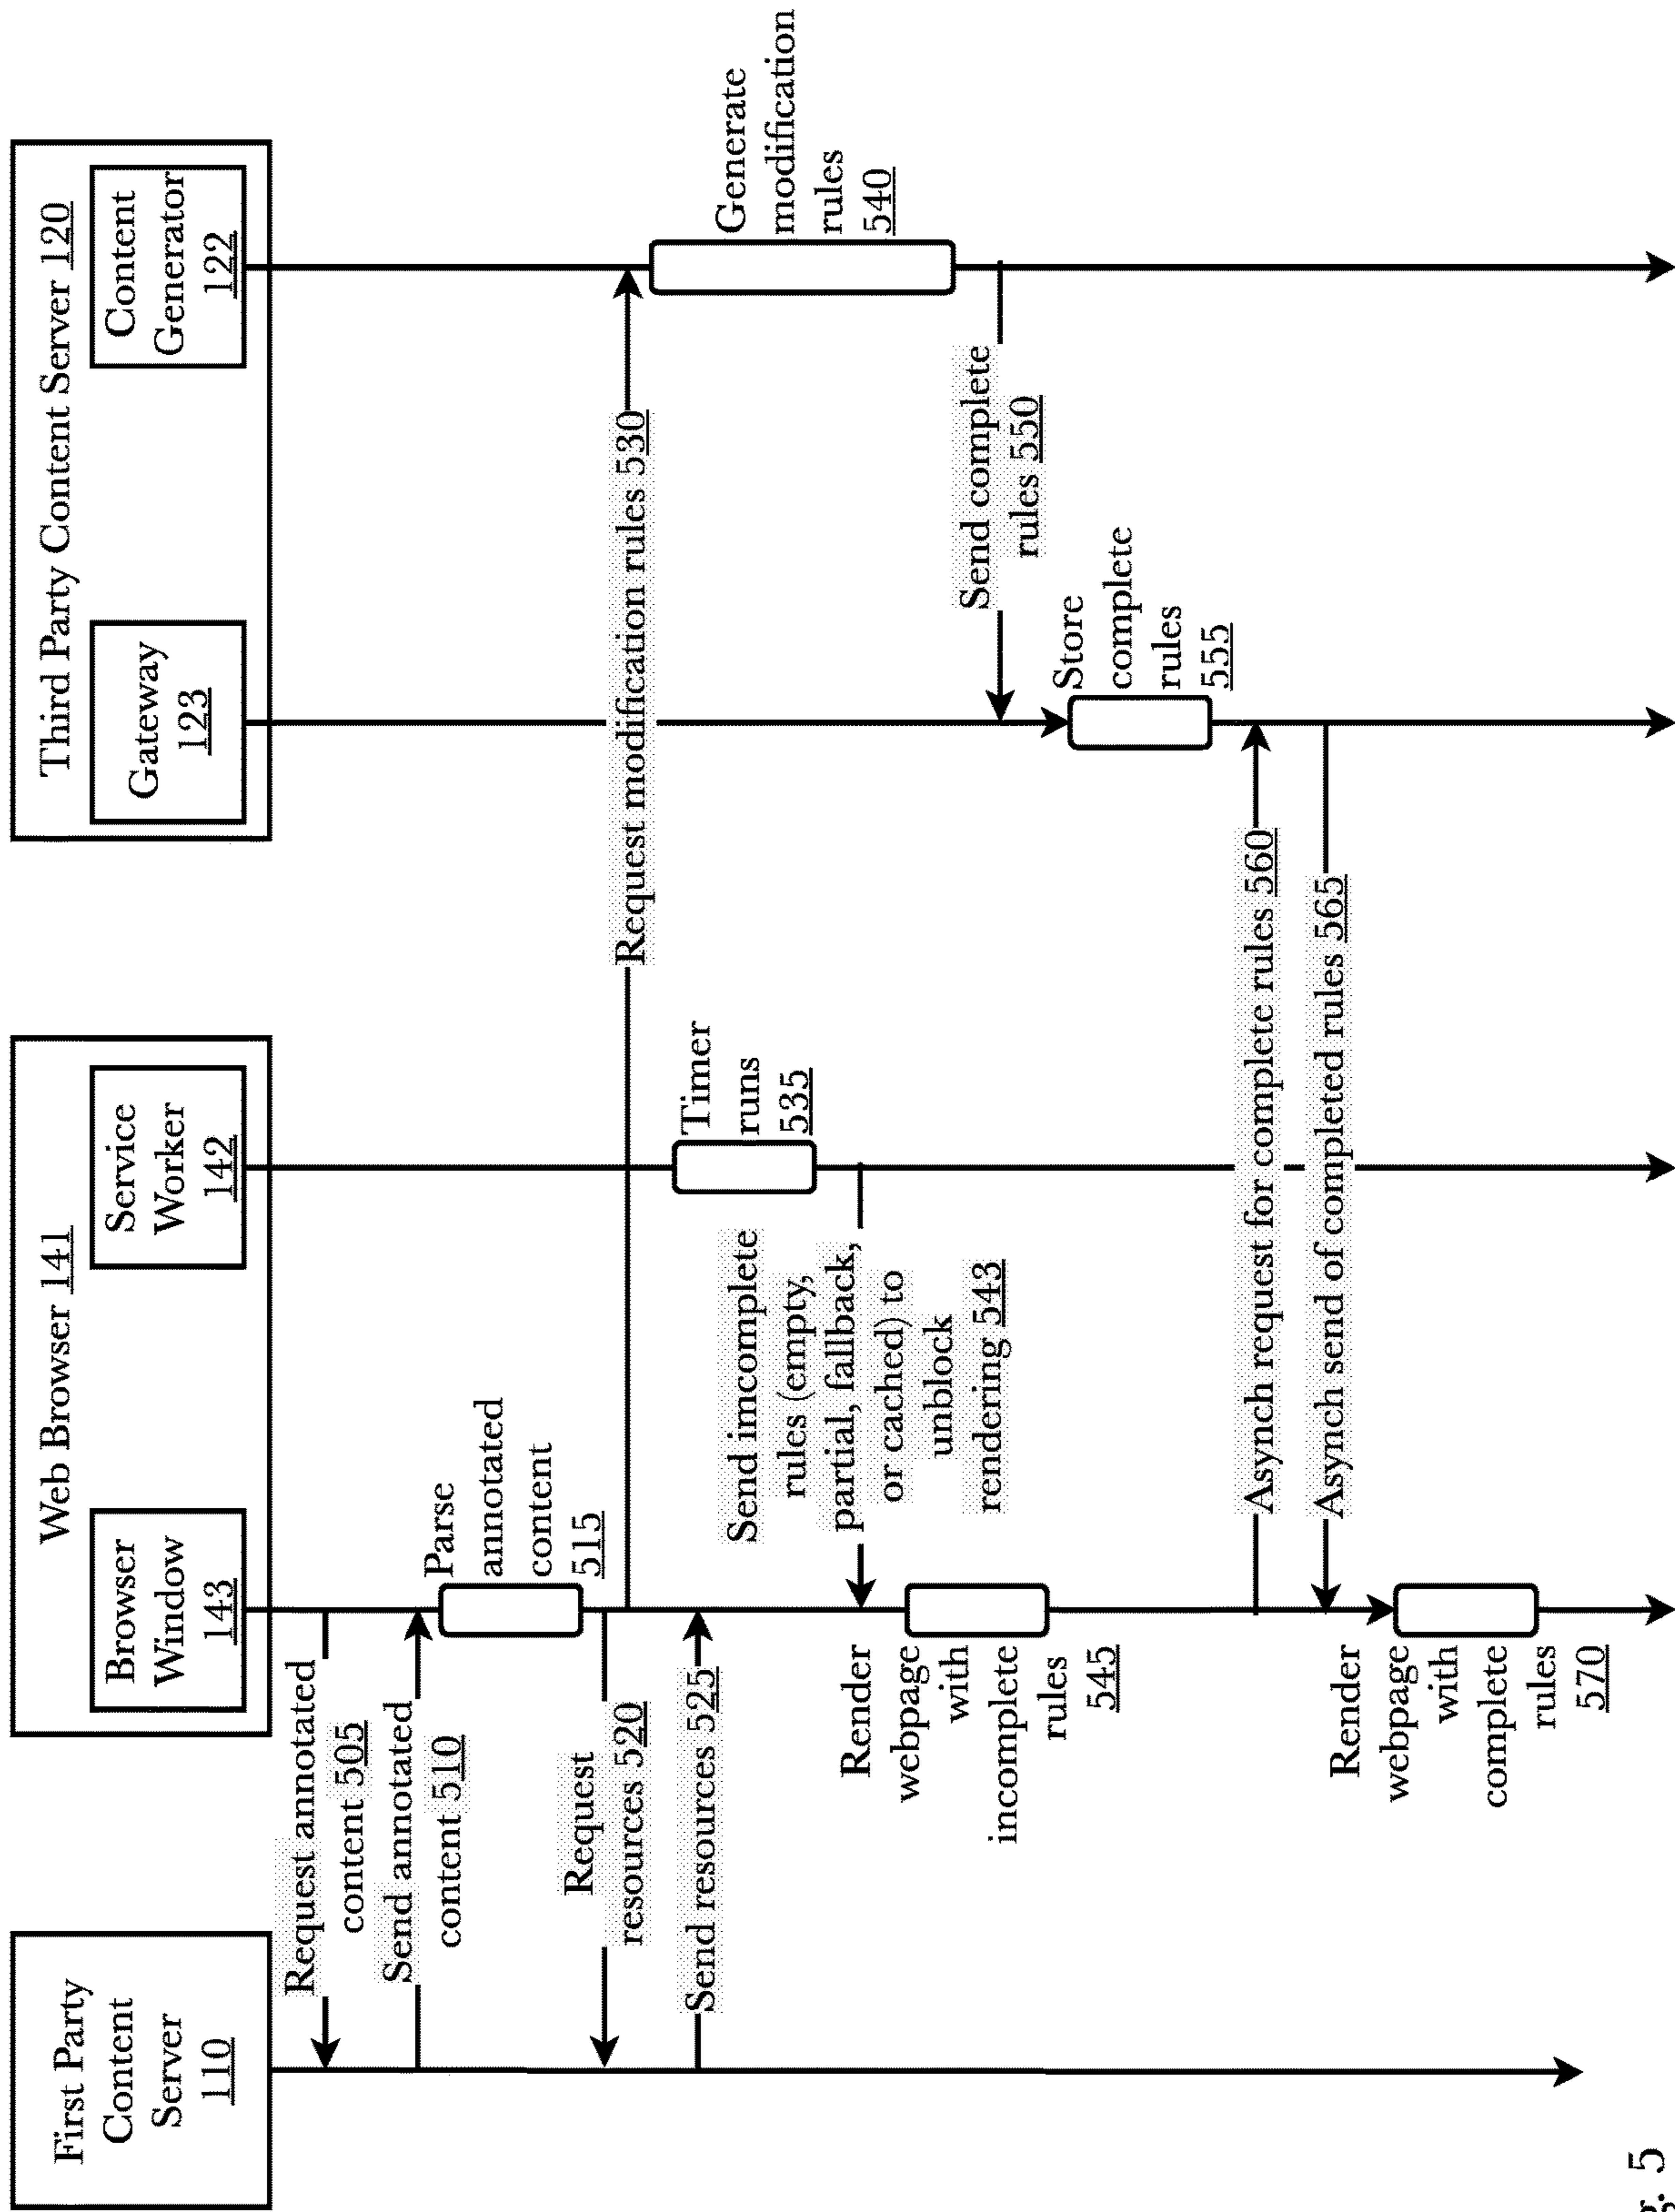 First Party
Content
Server
110
Web Browser 141
Browser
Window
143
Service
Worker
142
Third Party Content Server 120
Gateway
123
Content
Generator
122
Request annotated
content 505
Send annotated
content 510
Parse
annotated
content
515
Request
resources 520
Request modification rules 530
Send resources 525
Timer
runs
535
Generate
modification
rules
540
Send imcomplete
rules (empty,
partial, fallback,
or cached) to
unblock
rendering 543
Render
webpage
with
incomplete
rules
545
Send complete
rules 550
Store
complete
rules
555
Asynch request for complete rules 560
Asynch send of completed rules 565
Render
webpage
with
complete
rules
570
5